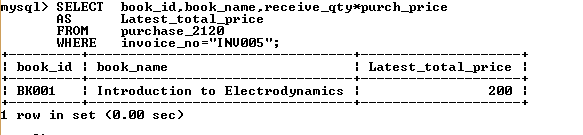 mysql> SELECT book_id,book_name,receive_qty*purch_price
AS Latest_total_price
FROM purchase_2120
WHERE invoice_no="INV005";
+---------+---------------------------------+--------------------+
| book_id | book_name | Latest_total_price |
+---------+---------------------------------+--------------------+
| BK001 | Introduction to Electrodynamics | 200 |
+---------+---------------------------------+--------------------+
1 row in set (0.00 sec)